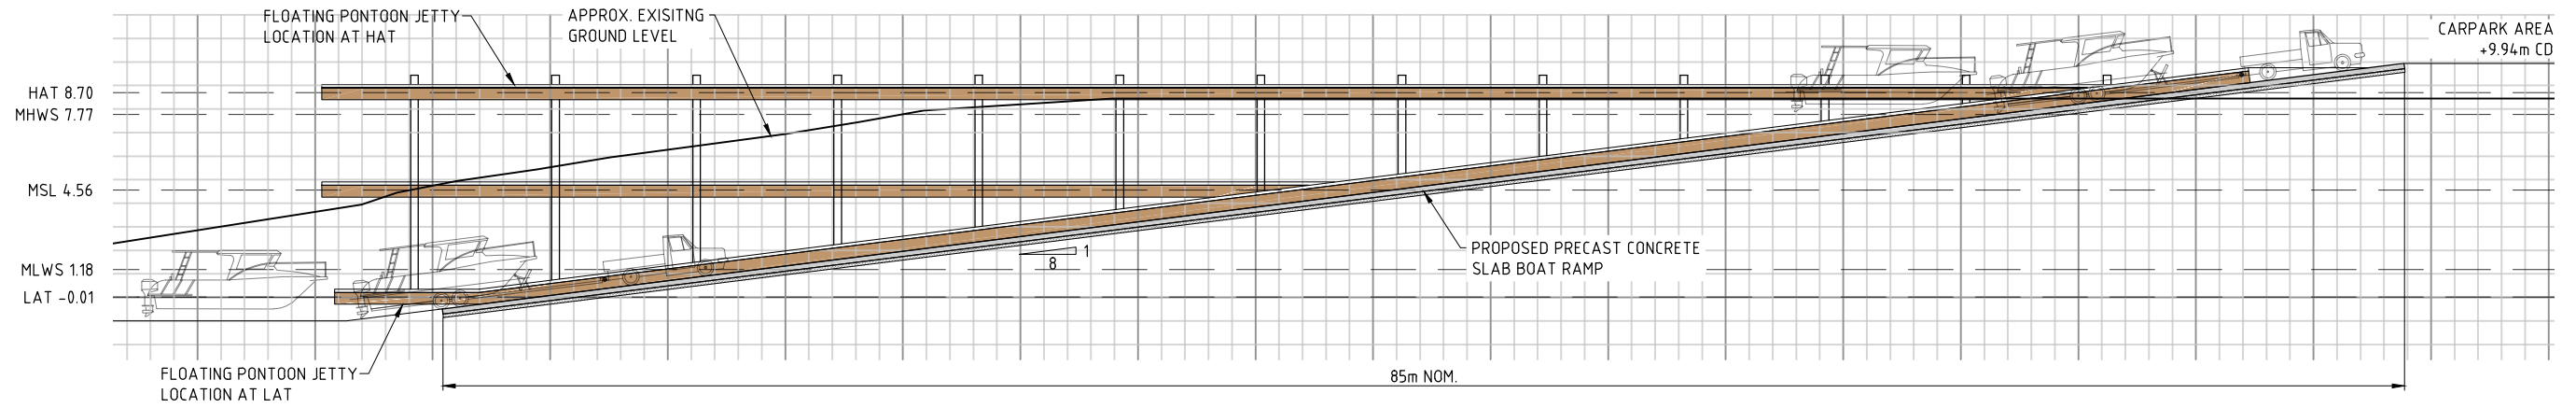 FLOATING PONTOON JETTY
LOCATION AT HAT
APPROX. EXISITNG
GROUND LEVEL
CARPARK AREA
+9.94m CD
HAT 8.70
MHWS 7.77
MSL 4.56
MLWS 1.18
LAT -0.01
1
8
PROPOSED PRECAST CONCRETE
SLAB BOAT RAMP
FLOATING PONTOON JETTY
LOCATION AT LAT
85m NOM.